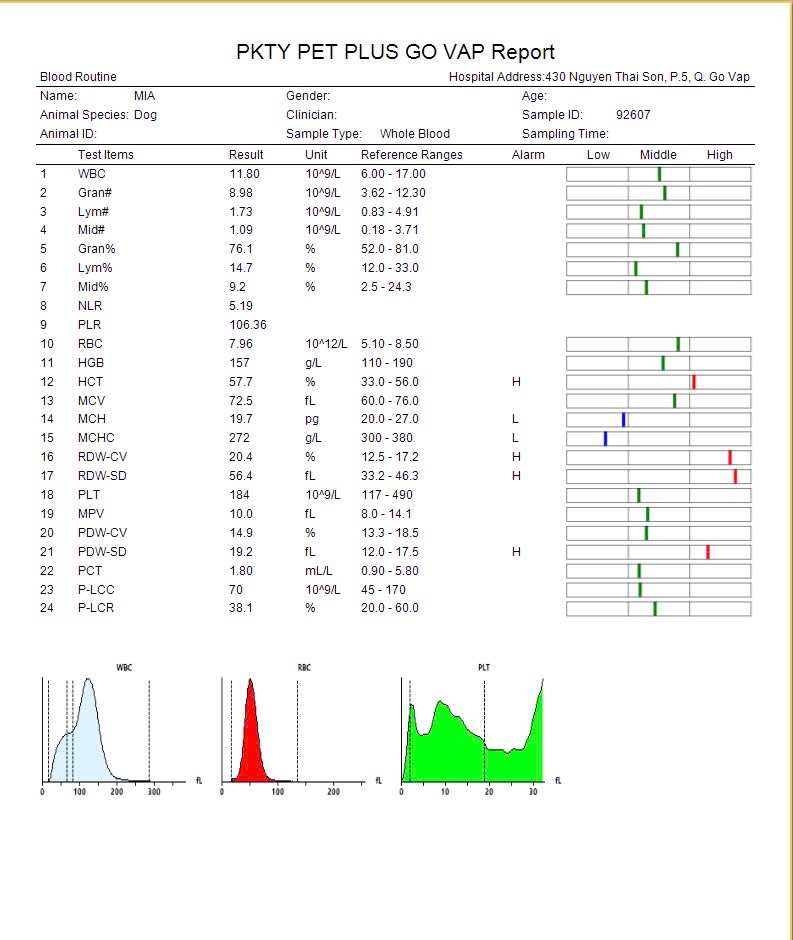 PKTY PET PLUS GO VAP Report
Blood Routine Hospital Address:430 Nguyen Thai Son, P.5, Q. Go Vap
Name: MIA Gender: Age:
Animal Species: Dog Clinician: Sample ID: 92607
Animal ID: Sample Type: Whole Blood Sampling Time:
Test Items Result Unit Reference Ranges Alarm Low Middle High
1 WBC 11.80 10^9/L 6.00 - 17.00
2 Gran# 8.98 10^9/L 3.62 - 12.30
3 Lym# 1.73 10^9/L 0.83 - 4.91
4 Mid# 1.09 10^9/L 0.18 - 3.71
5 Gran% 76.1 % 52.0 - 81.0
6 Lym% 14.7 % 12.0 - 33.0
7 Mid% 9.2 % 2.5 - 24.3
8 NLR 5.19
9 PLR 106.36
10 RBC 7.96 10^12/L 5.10 - 8.50
11 HGB 157 g/L 110 - 190
12 HCT 57.7 % 33.0 - 56.0 H
13 MCV 72.5 fL 60.0 - 76.0
14 MCH 19.7 pg 20.0 - 27.0 L
15 MCHC 272 g/L 300 - 380 L
16 RDW-CV 20.4 % 12.5 - 17.2 H
17 RDW-SD 56.4 fL 33.2 - 46.3 H
18 PLT 184 10^9/L 117 - 490
19 MPV 10.0 fL 8.0 - 14.1
20 PDW-CV 14.9 % 13.3 - 18.5
21 PDW-SD 19.2 fL 12.0 - 17.5 H
22 PCT 1.80 mL/L 0.90 - 5.80
23 P-LCC 70 10^9/L 45 - 170
24 P-LCR 38.1 % 20.0 - 60.0
WBC RBC PLT
fL fL fL
0 100 200 300 0 200 0 10 20 30